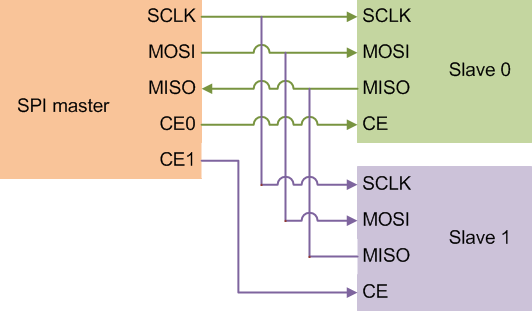 SPI master
SCLK
MOSI
MISO
CE0
CE1
SCLK
MOSI
MISO
CE
Slave 0
SCLK
MOSI
MISO
CE
Slave 1